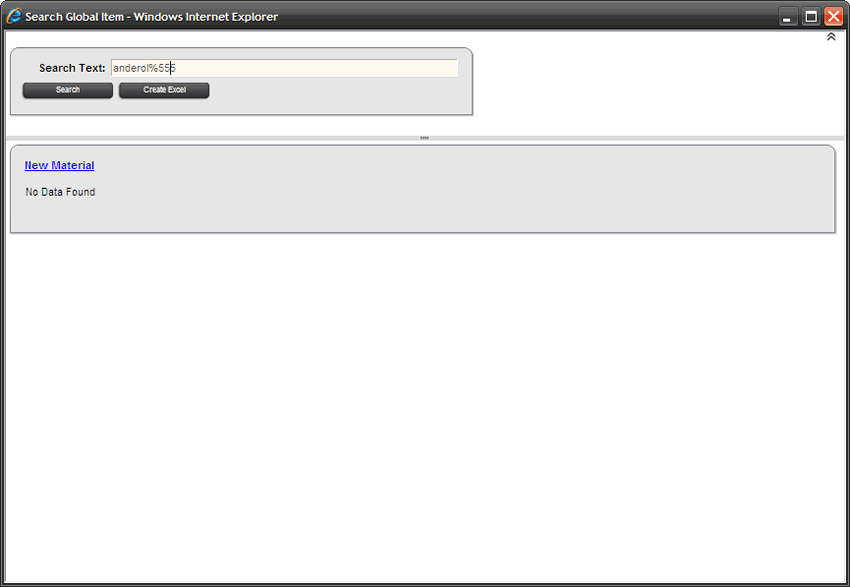 Search Global Item - Windows Internet Explorer
Search Text: anderol%555
Search Create Excel
New Material
No Data Found